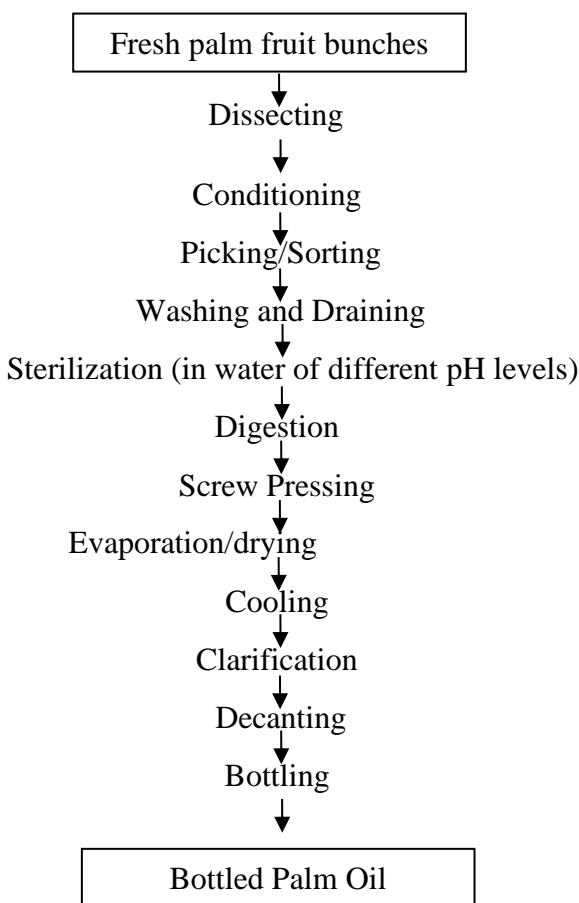 Fresh palm fruit bunches
Dissecting
Conditioning
Picking/Sorting
Washing and Draining
Sterilization (in water of different pH levels)
Digestion
Screw Pressing
Evaporation/drying
Cooling
Clarification
Decanting
Bottling
Bottled Palm Oil